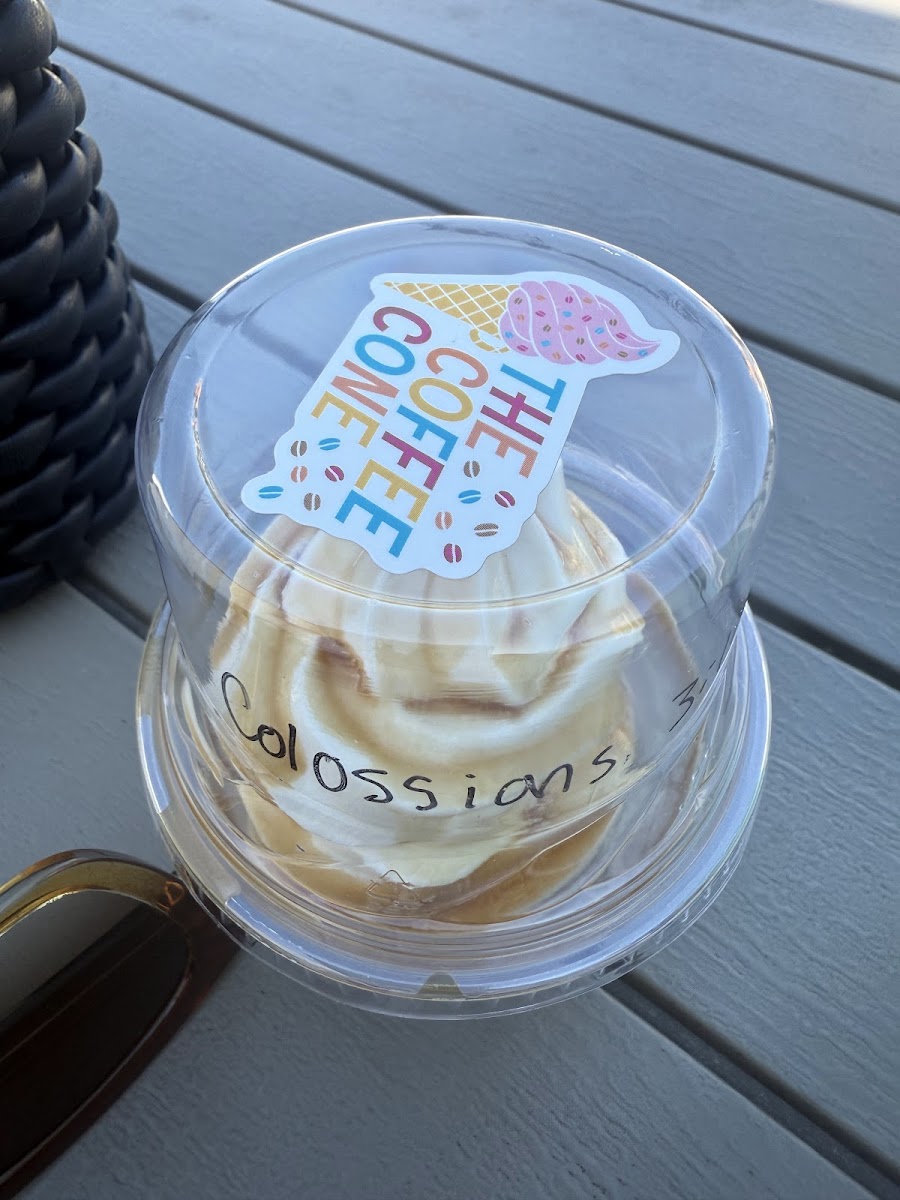 THE
COFFEE
CONE
Colossians 3: